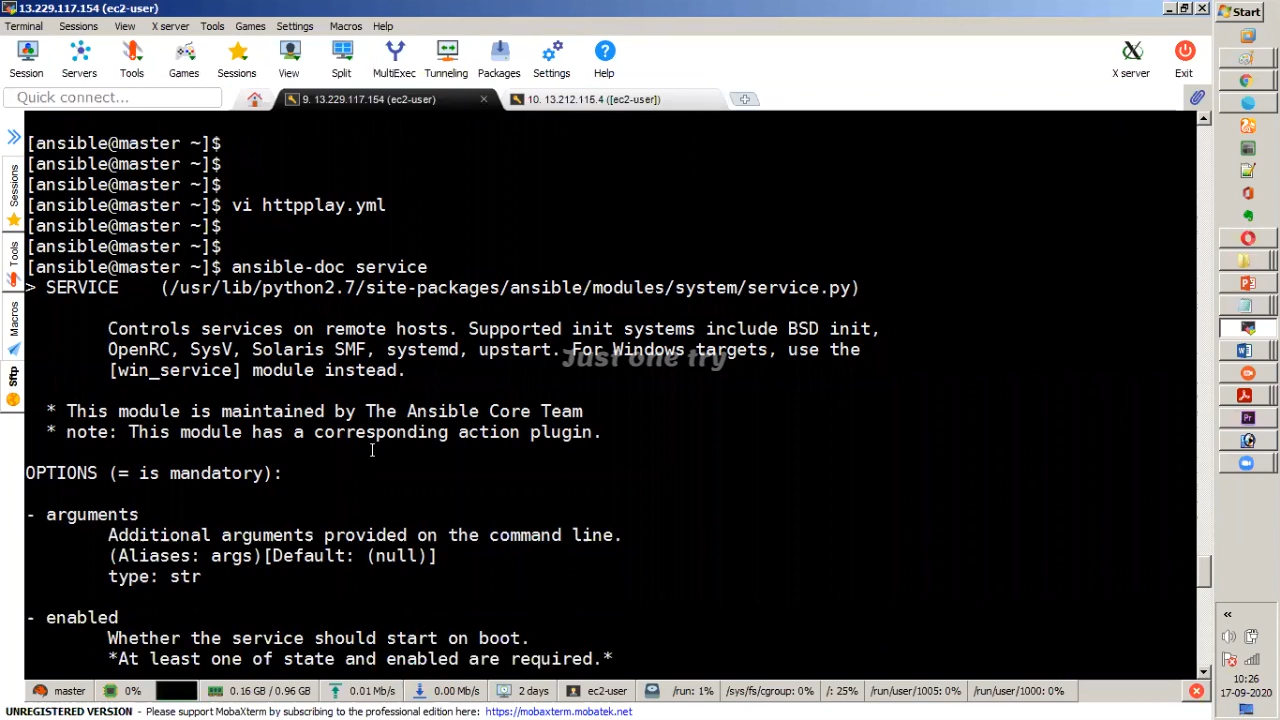 13.229.117.154 (ec2-user)
Terminal Sessions View X server Tools Games Settings Macros Help
Session Servers Tools Games Sessions View Split MultiExec Tunneling Packages Settings Help X server Exit
Start
Quick connect...
9. 13.229.117.154 (ec2-user)
10. 13.212.115.4 ([ec2-user])
Sessions
Tools
Macros
Sftp
[ansible@master ~]$
[ansible@master ~]$
[ansible@master ~]$
[ansible@master ~]$ vi httpplay.yml
[ansible@master ~]$
[ansible@master ~]$
[ansible@master ~]$ ansible-doc service
> SERVICE (/usr/lib/python2.7/site-packages/ansible/modules/system/service.py)
Controls services on remote hosts. Supported init systems include BSD init,
OpenRC, SysV, Solaris SMF, systemd, upstart. For Windows targets, use the
Just one try
[win_service] module instead.
* This module is maintained by The Ansible Core Team
* note: This module has a corresponding action plugin.
OPTIONS (= is mandatory):
- arguments
Additional arguments provided on the command line.
(Aliases: args)[Default: (null)]
type: str
- enabled
Whether the service should start on boot.
*At least one of state and enabled are required.*
master 0% 0.16 GB / 0.96 GB 0.01 Mb/s 0.00 Mb/s 2 days ec2-user /run: 1% /sys/fs/cgroup: 0% /: 25% /run/user/1003: 0% /run/user/1000: 0%
UNREGISTERED VERSION - Please support MobaXterm by subscribing to the professional edition here: https://mobaxterm.mobatek.net
10:26
17-09-2020